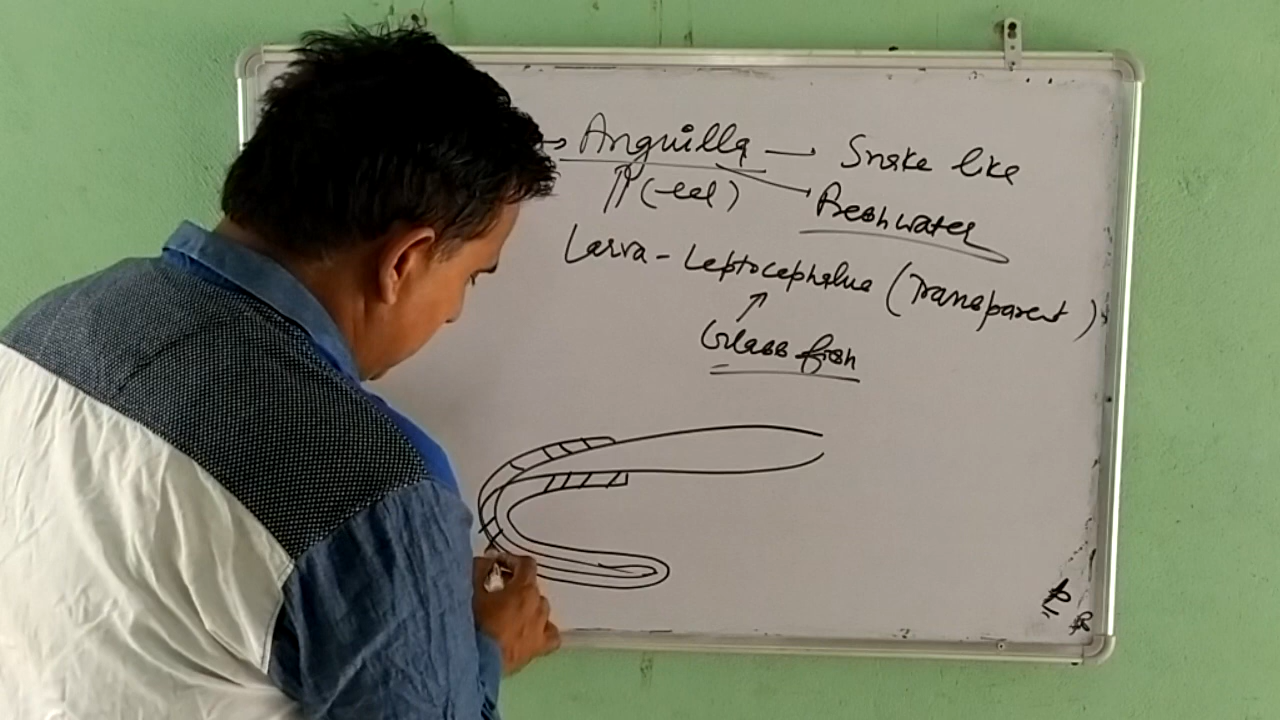 → Anguilla — Snake like
(eel) Freshwater
Larva - Leptocephalus (Transparent)
Glass fish